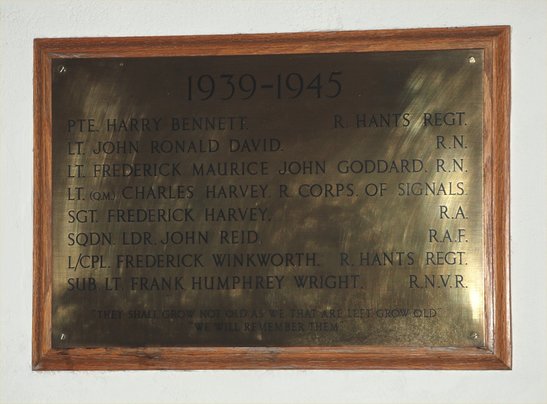 1939-1945
PTE. HARRY BENNETT. R. HANTS REGT.
LT. JOHN RONALD DAVID. R.N.
LT. FREDERICK MAURICE JOHN GODDARD. R.N.
LT. (Q.M.) CHARLES HARVEY. R. CORPS. OF SIGNALS.
SGT. FREDERICK HARVEY. R.A.
SQDN. LDR. JOHN REID. R.A.F.
L/CPL. FREDERICK WINKWORTH. R. HANTS REGT.
SUB. LT. FRANK HUMPHREY WRIGHT. R.N.V.R.
"THEY SHALL GROW NOT OLD AS WE THAT ARE LEFT GROW OLD
WE WILL REMEMBER THEM"